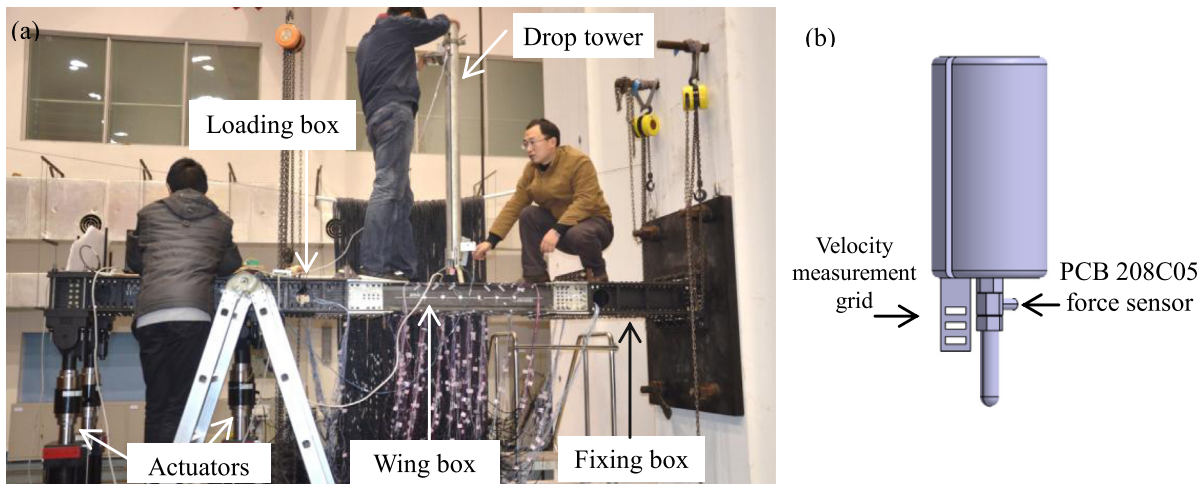 (a)
Drop tower
Loading box
Actuators
Wing box
Fixing box
(b)
Velocity
measurement
grid
PCB 208C05
force sensor